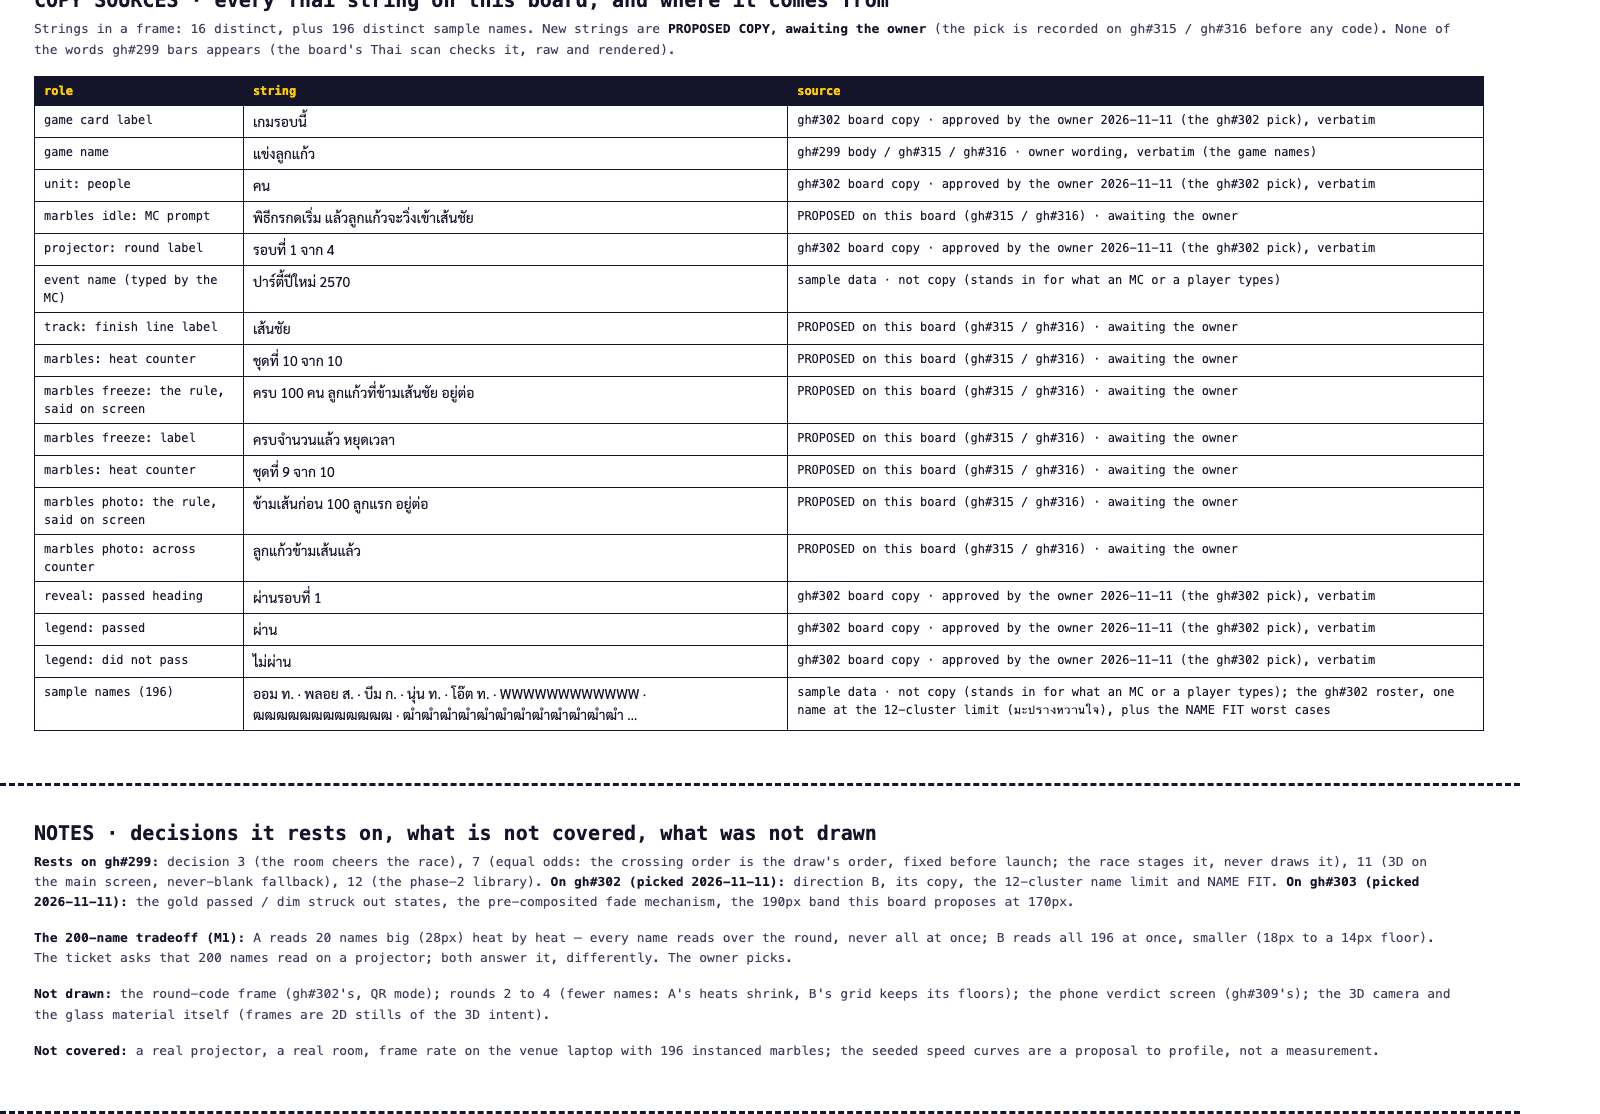 COPY SOURCES · every Thai string on this board, and where it comes from
Strings in a frame: 16 distinct, plus 196 distinct sample names. New strings are PROPOSED COPY, awaiting the owner (the pick is recorded on gh#315 / gh#316 before any code). None of
the words gh#299 bars appears (the board's Thai scan checks it, raw and rendered).
role string source
game card label เกมรอบนี้ gh#302 board copy · approved by the owner 2026-11-11 (the gh#302 pick), verbatim
game name แข่งลูกแก้ว gh#299 body / gh#315 / gh#316 · owner wording, verbatim (the game names)
unit: people คน gh#302 board copy · approved by the owner 2026-11-11 (the gh#302 pick), verbatim
marbles idle: MC prompt พิธีกรกดเริ่ม แล้วลูกแก้วจะวิ่งเข้าเส้นชัย PROPOSED on this board (gh#315 / gh#316) · awaiting the owner
projector: round label รอบที่ 1 จาก 4 gh#302 board copy · approved by the owner 2026-11-11 (the gh#302 pick), verbatim
event name (typed by the ปาร์ตี้ปีใหม่ 2570 sample data · not copy (stands in for what an MC or a player types)
MC)
track: finish line label เส้นชัย PROPOSED on this board (gh#315 / gh#316) · awaiting the owner
marbles: heat counter ชุดที่ 10 จาก 10 PROPOSED on this board (gh#315 / gh#316) · awaiting the owner
marbles freeze: the rule, ครบ 100 คน ลูกแก้วที่ข้ามเส้นชัย อยู่ต่อ PROPOSED on this board (gh#315 / gh#316) · awaiting the owner
said on screen
marbles freeze: label ครบจำนวนแล้ว หยุดเวลา PROPOSED on this board (gh#315 / gh#316) · awaiting the owner
marbles: heat counter ชุดที่ 9 จาก 10 PROPOSED on this board (gh#315 / gh#316) · awaiting the owner
marbles photo: the rule, ข้ามเส้นก่อน 100 ลูกแรก อยู่ต่อ PROPOSED on this board (gh#315 / gh#316) · awaiting the owner
said on screen
marbles photo: across ลูกแก้วข้ามเส้นแล้ว PROPOSED on this board (gh#315 / gh#316) · awaiting the owner
counter
reveal: passed heading ผ่านรอบที่ 1 gh#302 board copy · approved by the owner 2026-11-11 (the gh#302 pick), verbatim
legend: passed ผ่าน gh#302 board copy · approved by the owner 2026-11-11 (the gh#302 pick), verbatim
legend: did not pass ไม่ผ่าน gh#302 board copy · approved by the owner 2026-11-11 (the gh#302 pick), verbatim
sample names (196) ออม ท. · พลอย ส. · บีม ก. · นุ่น ท. · โอ๊ต ท. · WWWWWWWWWWWW · sample data · not copy (stands in for what an MC or a player types); the gh#302 roster, one
name at the 12-cluster limit (มะปรางหวานใจ), plus the NAME FIT worst cases
NOTES · decisions it rests on, what is not covered, what was not drawn
Rests on gh#299: decision 3 (the room cheers the race), 7 (equal odds: the crossing order is the draw's order, fixed before launch; the race stages it, never draws it), 11 (3D on
the main screen, never-blank fallback), 12 (the phase-2 library). On gh#302 (picked 2026-11-11): direction B, its copy, the 12-cluster name limit and NAME FIT. On gh#303 (picked
2026-11-11): the gold passed / dim struck out states, the pre-composited fade mechanism, the 190px band this board proposes at 170px.
The 200-name tradeoff (M1): A reads 20 names big (28px) heat by heat — every name reads over the round, never all at once; B reads all 196 at once, smaller (18px to a 14px floor).
The ticket asks that 200 names read on a projector; both answer it, differently. The owner picks.
Not drawn: the round-code frame (gh#302's, QR mode); rounds 2 to 4 (fewer names: A's heats shrink, B's grid keeps its floors); the phone verdict screen (gh#309's); the 3D camera and
the glass material itself (frames are 2D stills of the 3D intent).
Not covered: a real projector, a real room, frame rate on the venue laptop with 196 instanced marbles; the seeded speed curves are a proposal to profile, not a measurement.